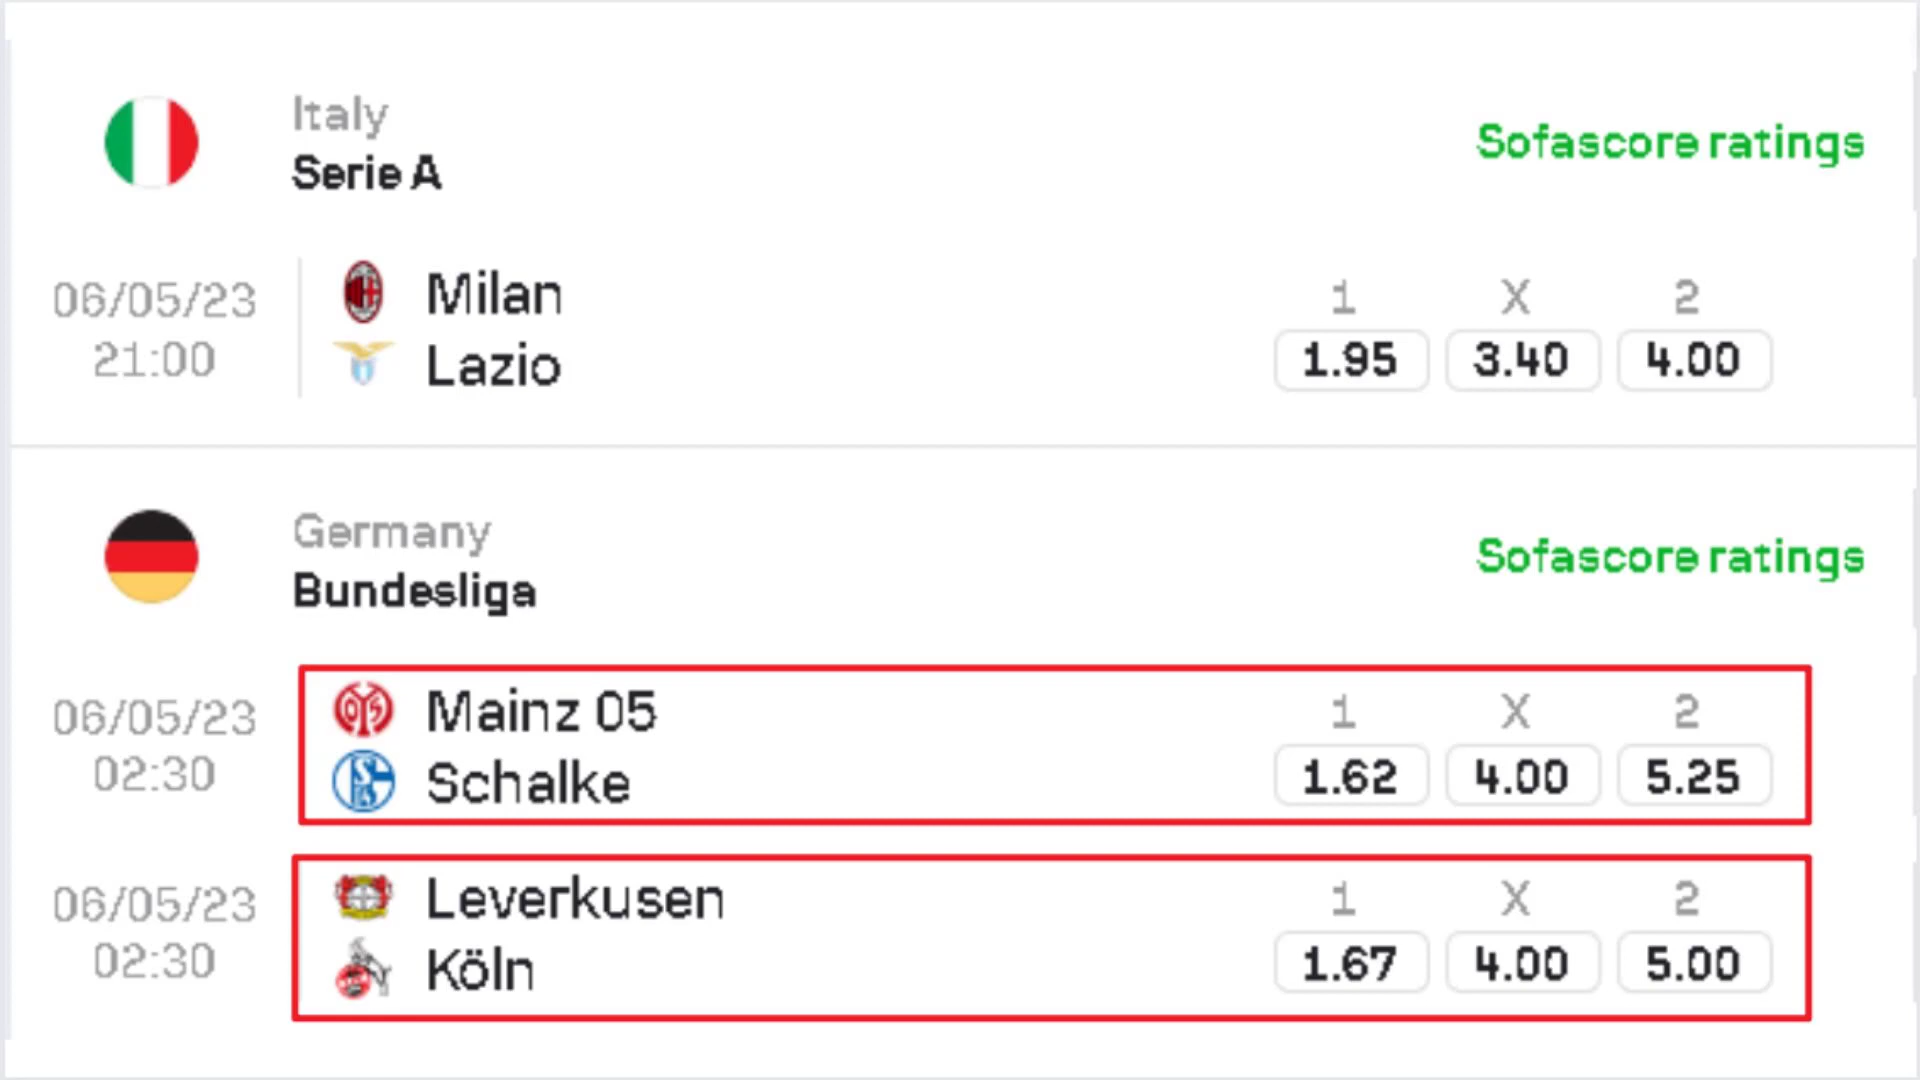 Italy
Serie A
Sofascore ratings
06/05/23
21:00
Milan
Lazio
1 X 2
1.95 3.40 4.00
Germany
Bundesliga
Sofascore ratings
06/05/23
02:30
Mainz 05
Schalke
1 X 2
1.62 4.00 5.25
06/05/23
02:30
Leverkusen
Köln
1 X 2
1.67 4.00 5.00